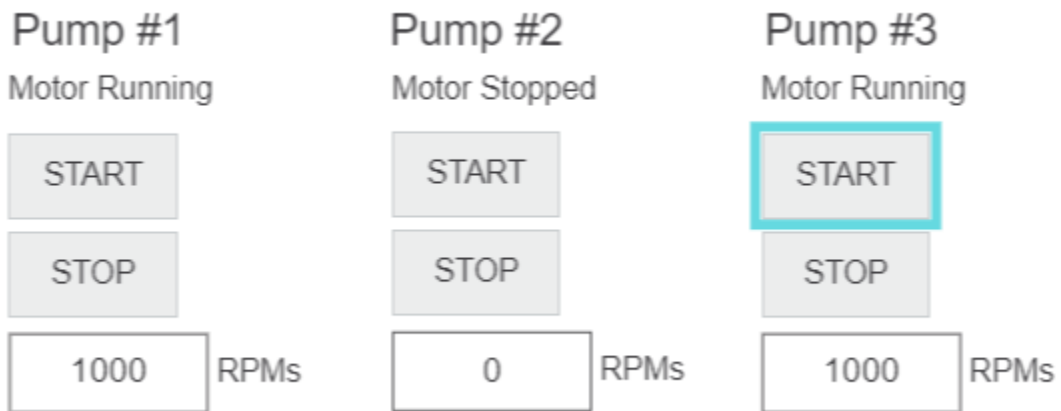 Pump #1
Motor Running
START
STOP
1000 RPMs
Pump #2
Motor Stopped
START
STOP
0 RPMs
Pump #3
Motor Running
START
STOP
1000 RPMs